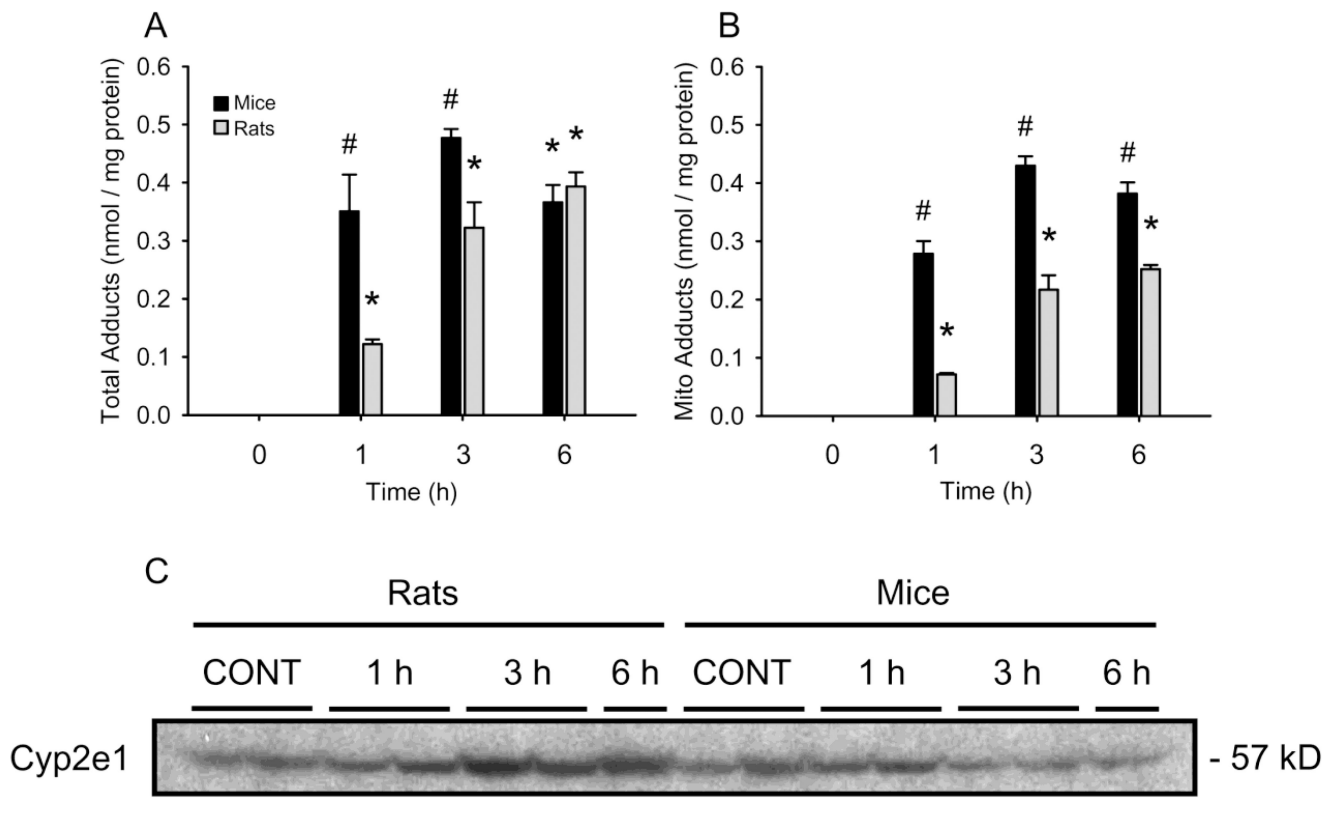 A
Total Adducts (nmol / mg protein)
0.6
0.5
0.4
0.3
0.2
0.1
0.0
Mice
Rats
#
*
#
*
*
*
0 1 3 6
Time (h)
B
Mito Adducts (nmol / mg protein)
0.6
0.5
0.4
0.3
0.2
0.1
0.0
#
*
#
*
#
*
0 1 3 6
Time (h)
C
Rats Mice
CONT 1 h 3 h 6 h CONT 1 h 3 h 6 h
Cyp2e1 - 57 kD